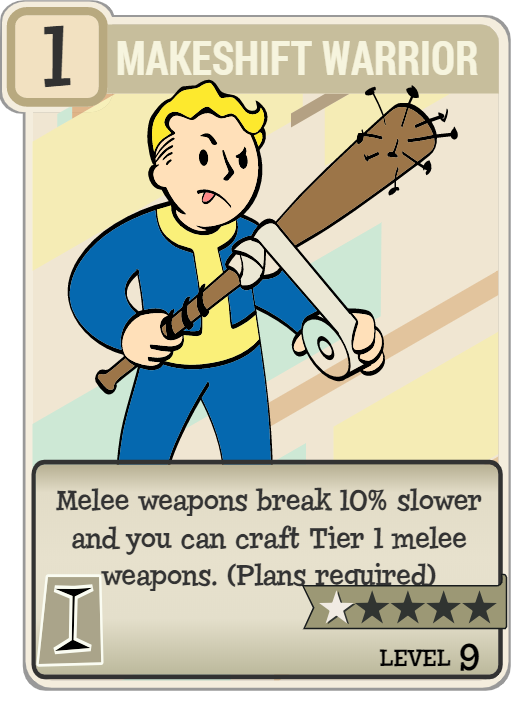 1
MAKESHIFT WARRIOR
Melee weapons break 10% slower
and you can craft Tier 1 melee
weapons. (Plans required)
I
LEVEL 9